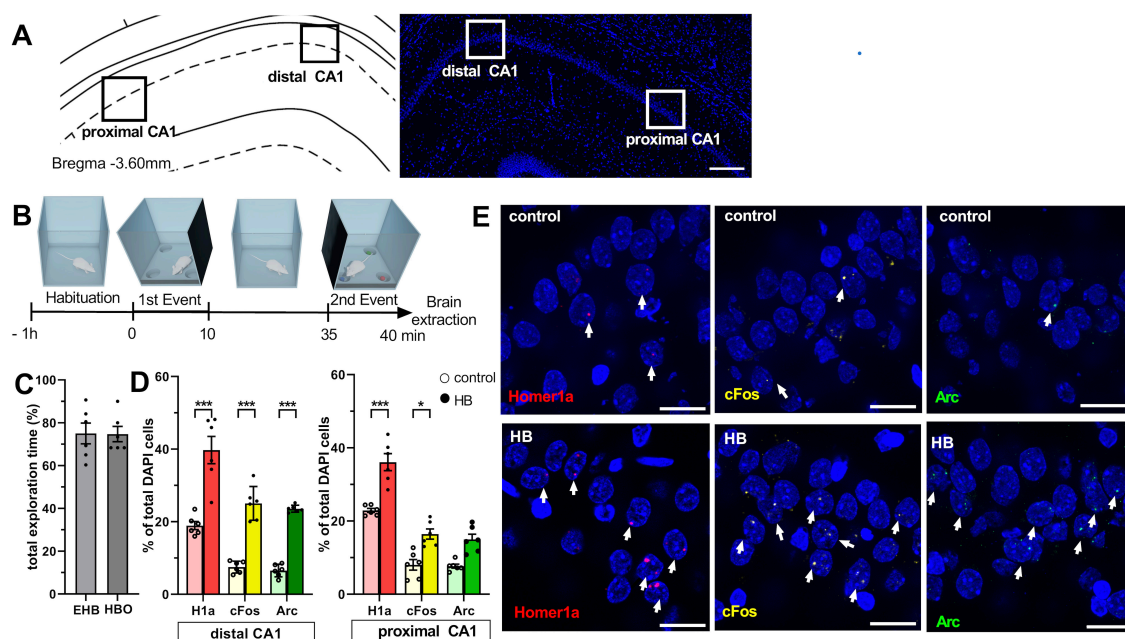 A
distal CA1
proximal CA1
Bregma -3.60mm
distal CA1
proximal CA1
B
Habituation
1st Event
2nd Event
Brain
extraction
- 1h
0
10
35
40 min
C
total exploration time (%)
100
80
60
40
20
0
EHB
HBO
D
control
HB
% of total DAPI cells
60
40
20
0
***
***
***
H1a
cFos
Arc
distal CA1
% of total DAPI cells
60
40
20
0
***
*
H1a
cFos
Arc
proximal CA1
E
control
Homer1a
control
cFos
control
Arc
HB
Homer1a
HB
cFos
HB
Arc